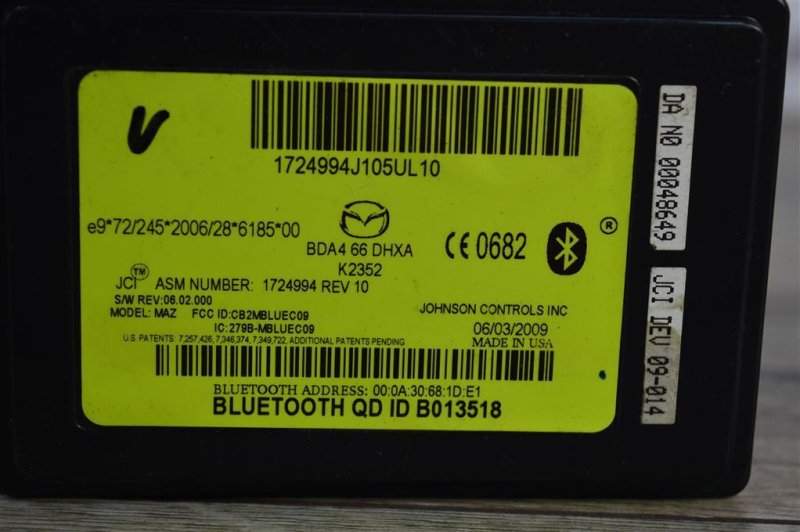 V
1724994J105UL10
e9*72/245*2006/28*6185*00
BDA4 66 DHXA
K2352
CE 0682
®
JCI™ ASM NUMBER: 1724994 REV 10
S/W REV:06.02.000
MODEL: MAZ FCC ID:CB2MBLUEC09
IC:279B-MBLUEC09
JOHNSON CONTROLS INC
06/03/2009
MADE IN USA
U.S. PATENTS: 7,257,426, 7,346,374, 7,349,722, ADDITIONAL PATENTS PENDING
BLUETOOTH ADDRESS: 00:0A:30:68:1D:E1
BLUETOOTH QD ID B013518
DA NO 00048649
JCI DEV 09-014